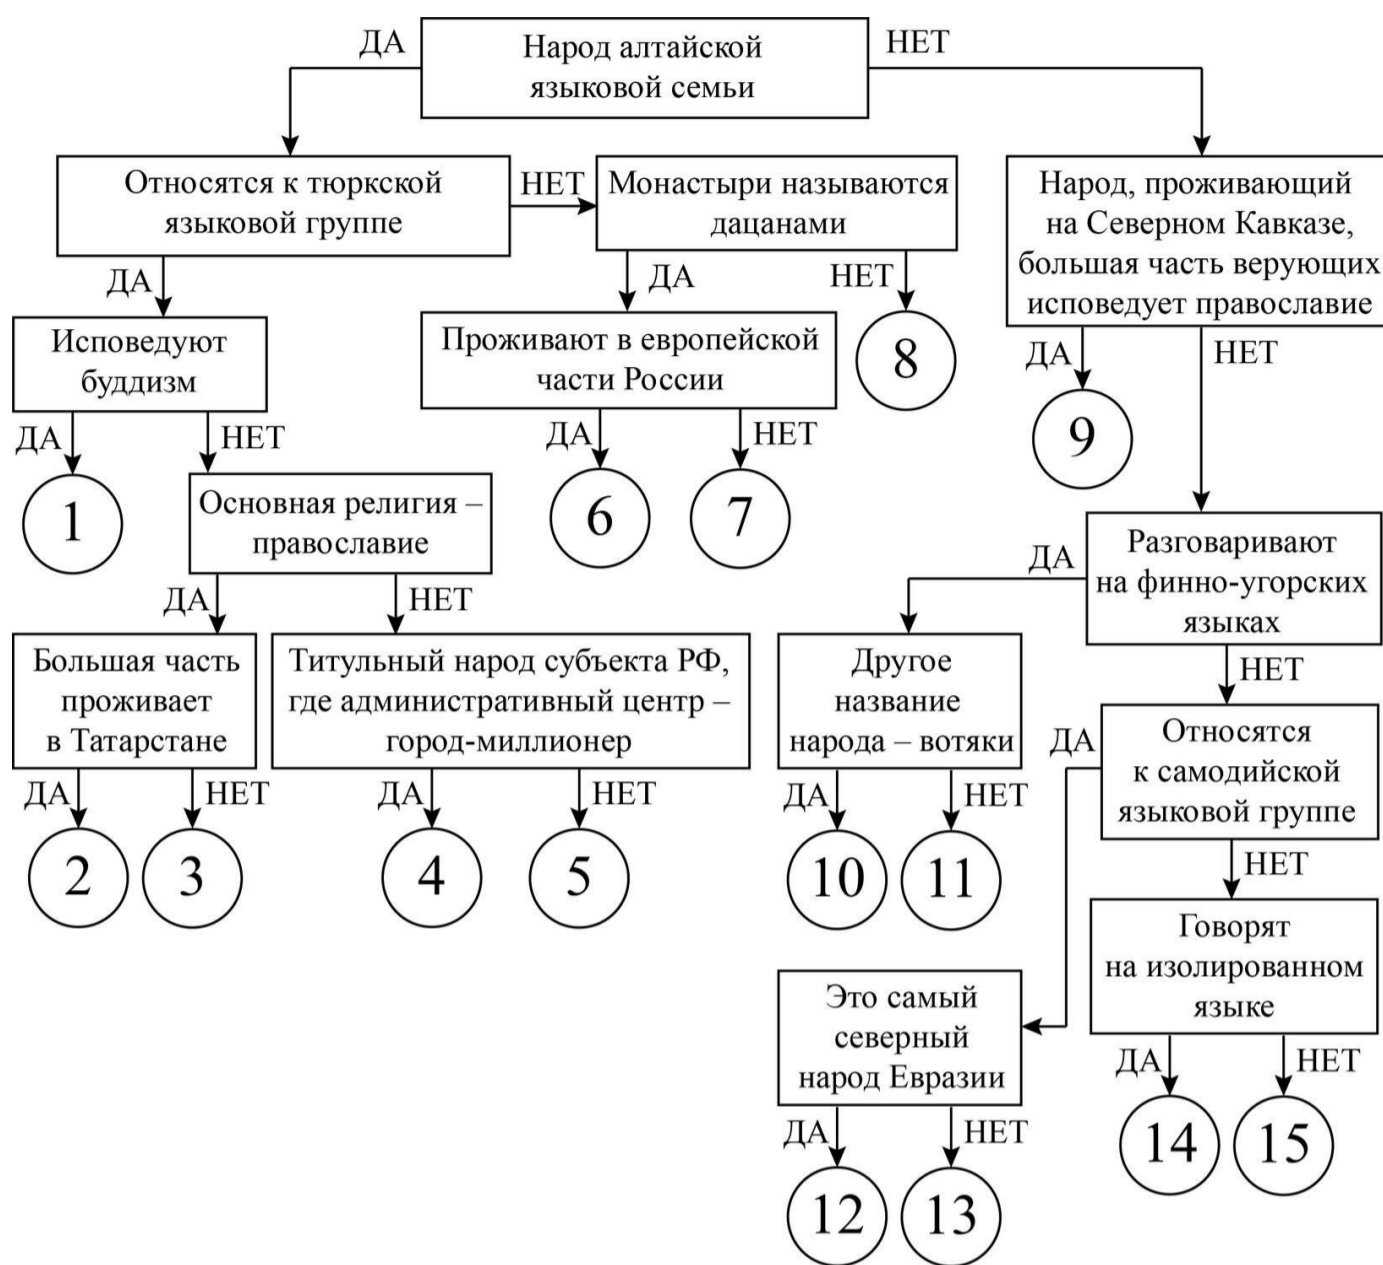 ДА
Народ алтайской
языковой семьи
НЕТ
Относятся к тюркской
языковой группе
НЕТ
Монастыри называются
дацанами
Народ, проживающий
на Северном Кавказе,
большая часть верующих
исповедует православие
ДА
ДА
НЕТ
Исповедуют
буддизм
Проживают в европейской
части России
8
ДА
НЕТ
9
ДА
НЕТ
ДА
НЕТ
1
Основная религия –
православие
6
7
Разговаривают
на финно-угорских
языках
ДА
ДА
НЕТ
НЕТ
Большая часть
проживает
в Татарстане
Титульный народ субъекта РФ,
где административный центр –
город-миллионер
Другое
название
народа – вотяки
ДА
Относятся
к самодийской
языковой группе
ДА
НЕТ
ДА
НЕТ
ДА
НЕТ
НЕТ
2
3
4
5
10
11
Говорят
на изолированном
языке
Это самый
северный
народ Евразии
ДА
НЕТ
ДА
НЕТ
14
15
12
13